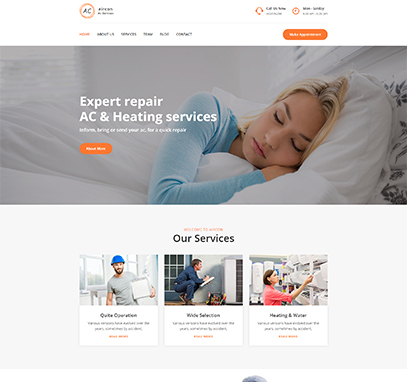 AC
aircon
Call Us Now
Mon - Sunday
HOME
ABOUT US
SERVICES
TEAM
BLOG
CONTACT
Make Appointment
Expert repair
AC & Heating services
Inform, bring or send your ac, for a quick repair
Read More
WELCOME TO AIRCON
Our Services
Quite Operation
Wide Selection
Heating & Water
Various versions have evolved over the
years, sometimes by accident.
READ MORE
Various versions have evolved over the
years, sometimes by accident.
READ MORE
Various versions have evolved over the
years, sometimes by accident.
READ MORE